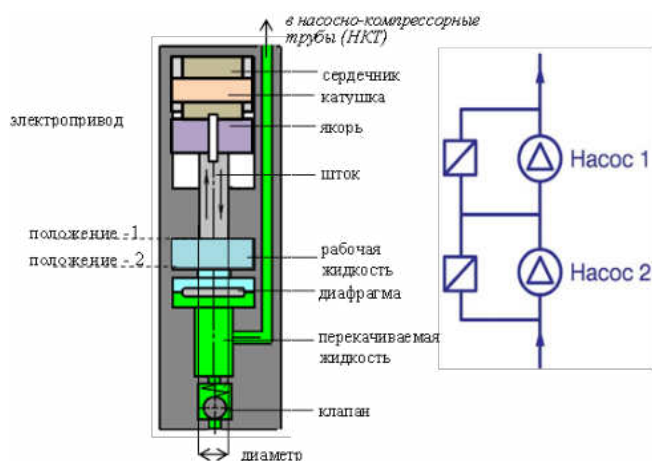 в насосно-компрессорные
трубы (НКТ)
сердечник
катушка
электропривод
якорь
шток
положение -1
положение - 2
рабочая
жидкость
диафрагма
перекачиваемая
жидкость
клапан
диаметр
Насос 1
Насос 2